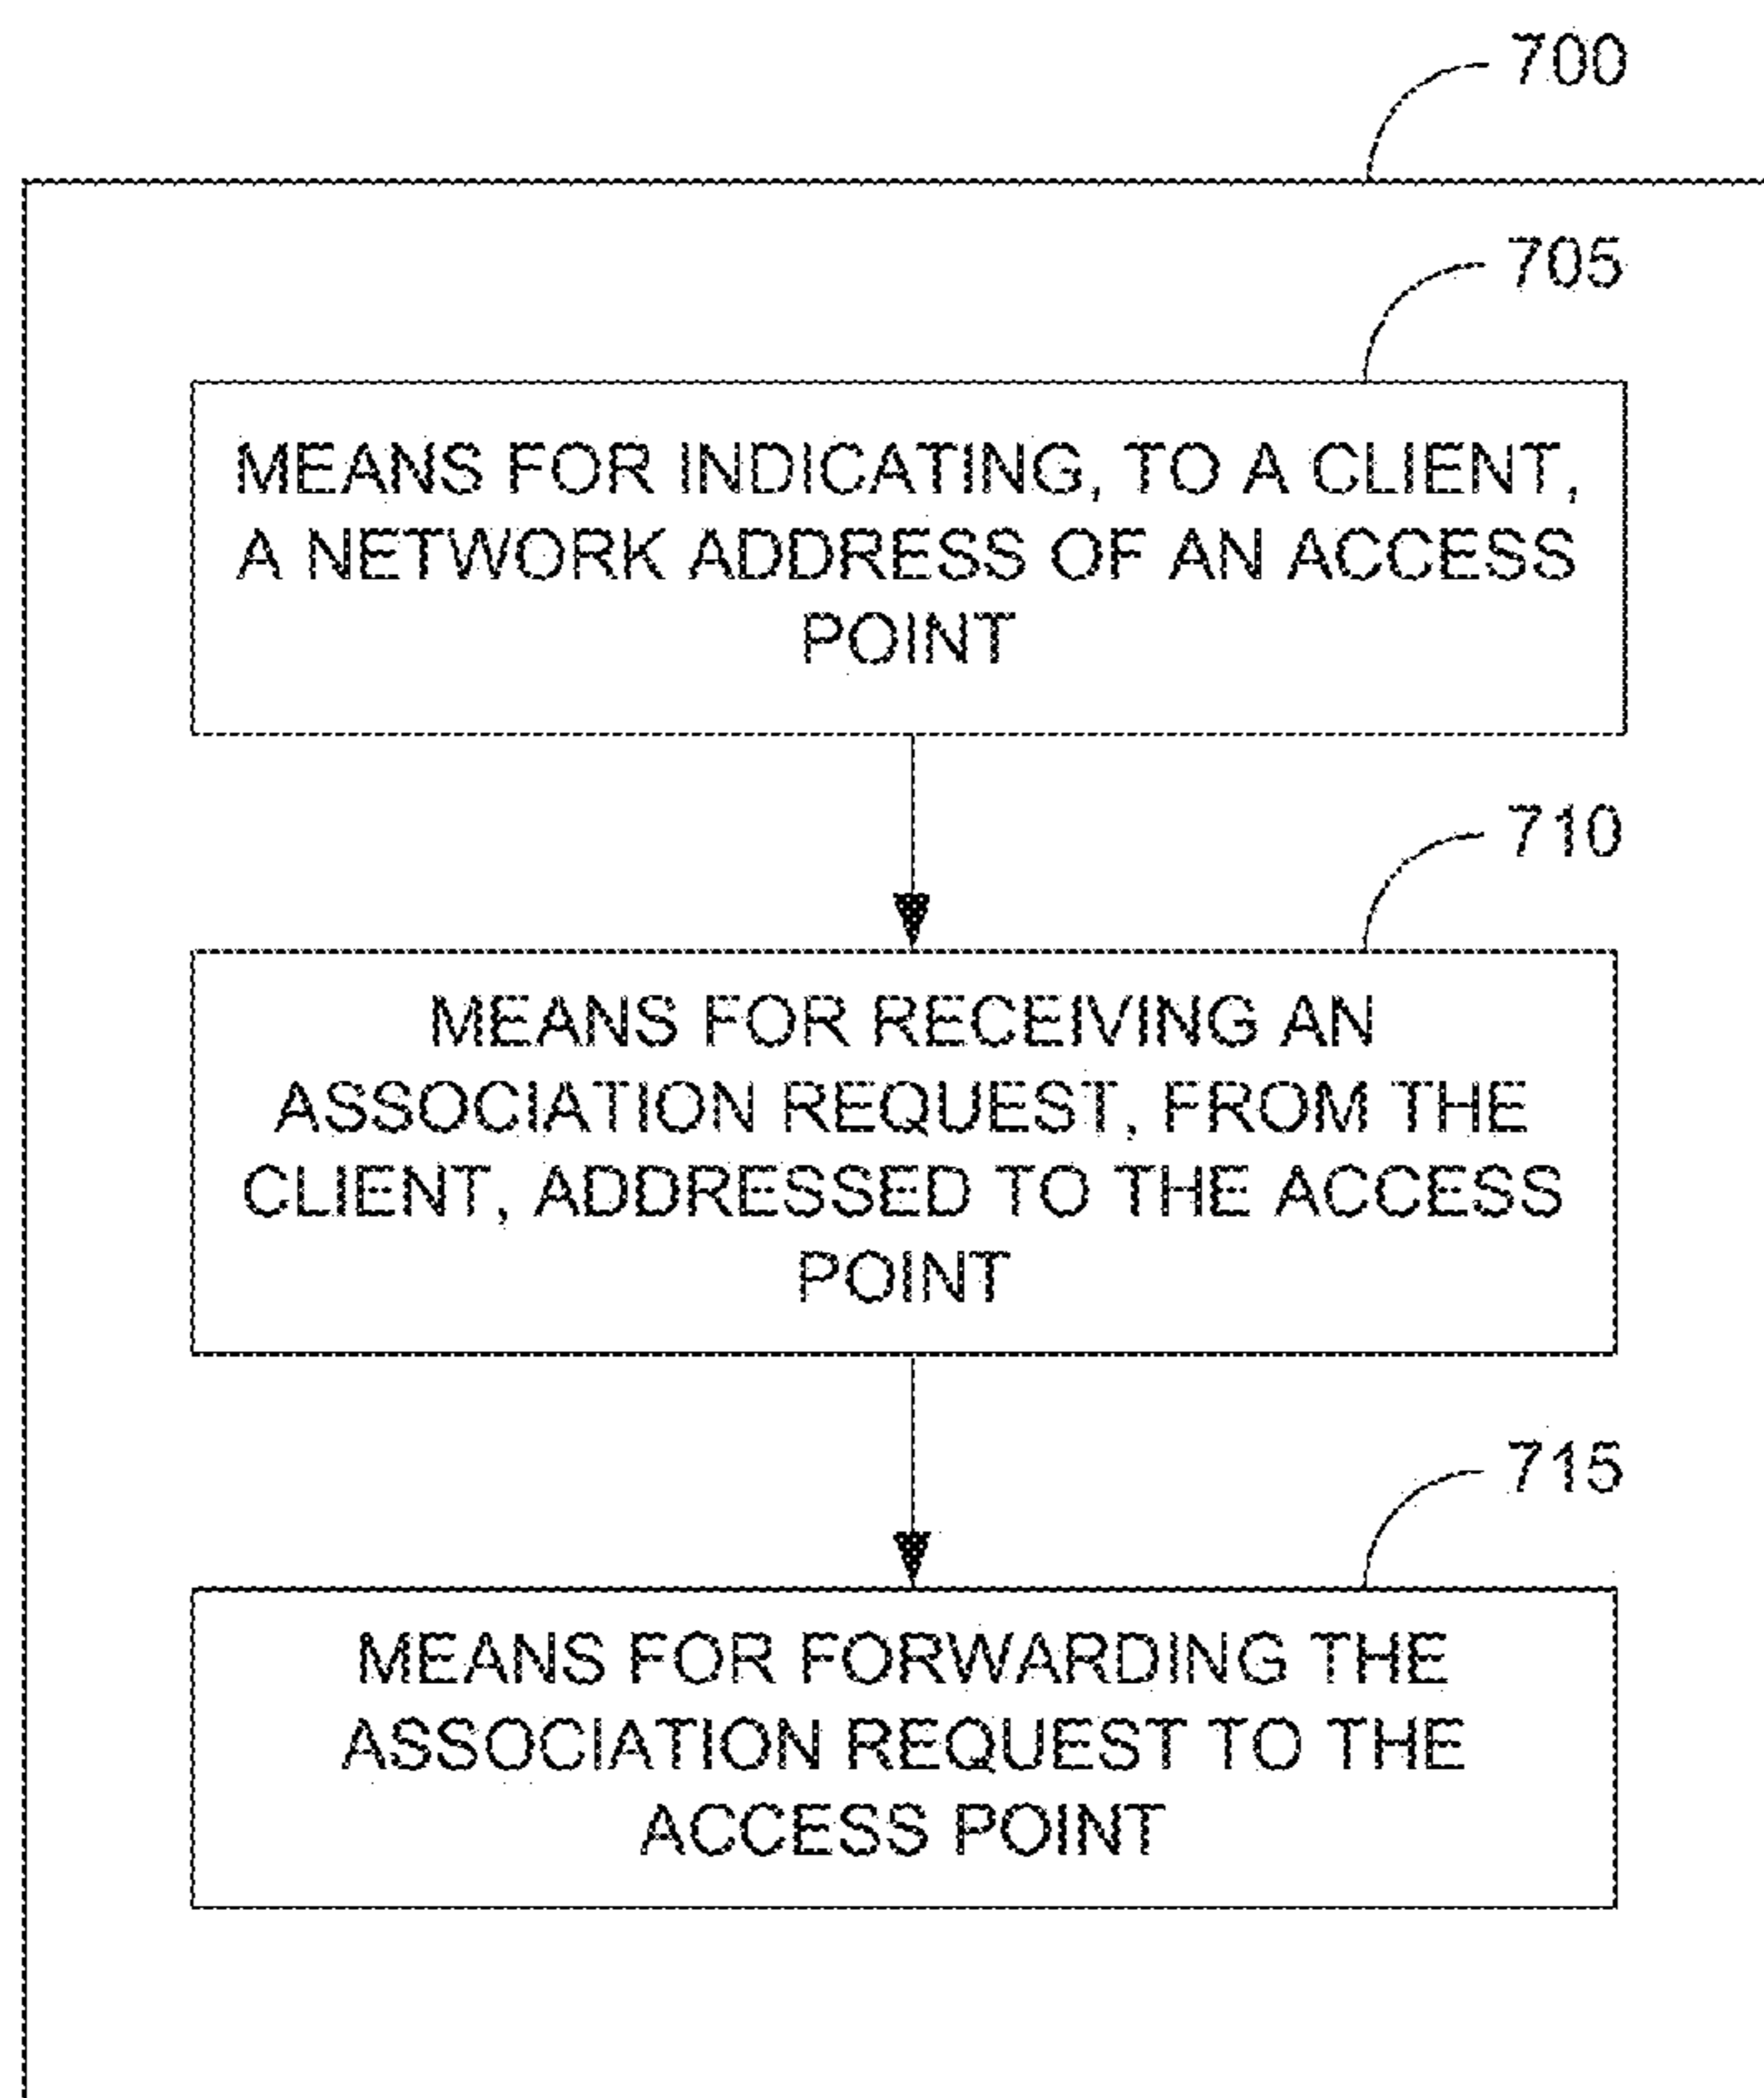 700
705
MEANS FOR INDICATING, TO A CLIENT,
A NETWORK ADDRESS OF AN ACCESS
POINT
710
MEANS FOR RECEIVING AN
ASSOCIATION REQUEST, FROM THE
CLIENT, ADDRESSED TO THE ACCESS
POINT
715
MEANS FOR FORWARDING THE
ASSOCIATION REQUEST TO THE
ACCESS POINT